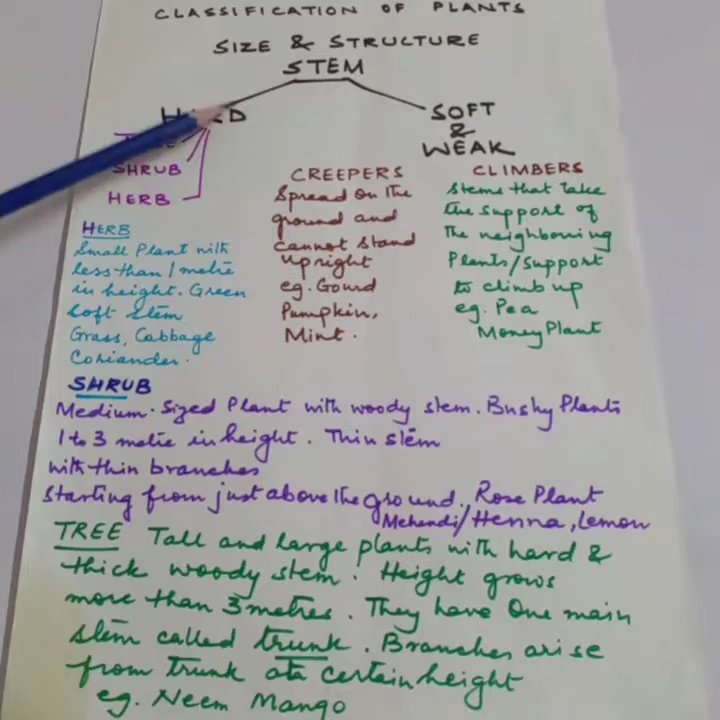 CLASSIFICATION OF PLANTS
SIZE & STRUCTURE
STEM
SOFT
&
WEAK
SHRUB
HERB
HERB
Small Plant with
less than 1 metre
in height. Green
soft stem
Grass, Cabbage
Coriander.
CREEPERS
Spread on the
ground and
cannot stand
upright
eg. Gourd
Pumpkin,
Mint.
CLIMBERS
Stems that take
the support of
the neighbouring
Plants/support
to climb up
eg. Pea
Money Plant
SHRUB
Medium. Sized Plant with woody stem. Bushy Plants
1 to 3 metre in height. Thin stem
with thin branches
starting from just above the ground. Rose Plant
Mehendi/Henna, Lemon
TREE Tall and large plants with hard &
thick woody stem. Height grows
more than 3 metres. They have one main
stem called trunk. Branches arise
from trunk at a certain height
eg. Neem Mango